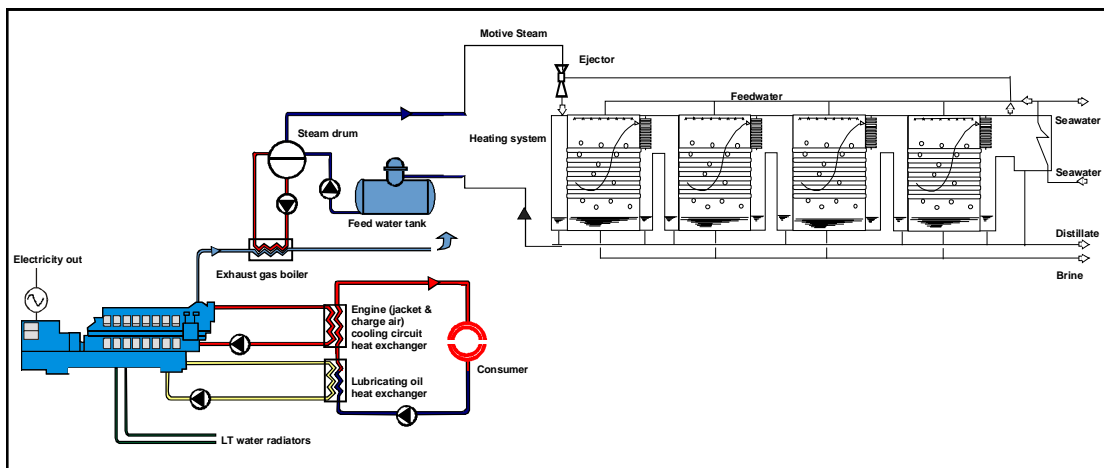 Motive Steam
Ejector
Feedwater
Steam drum
Heating system
Seawater
Seawater
Feed water tank
Distillate
Electricity out
Exhaust gas boiler
Brine
Engine (jacket &
charge air)
cooling circuit
heat exchanger
Consumer
Lubricating oil
heat exchanger
LT water radiators